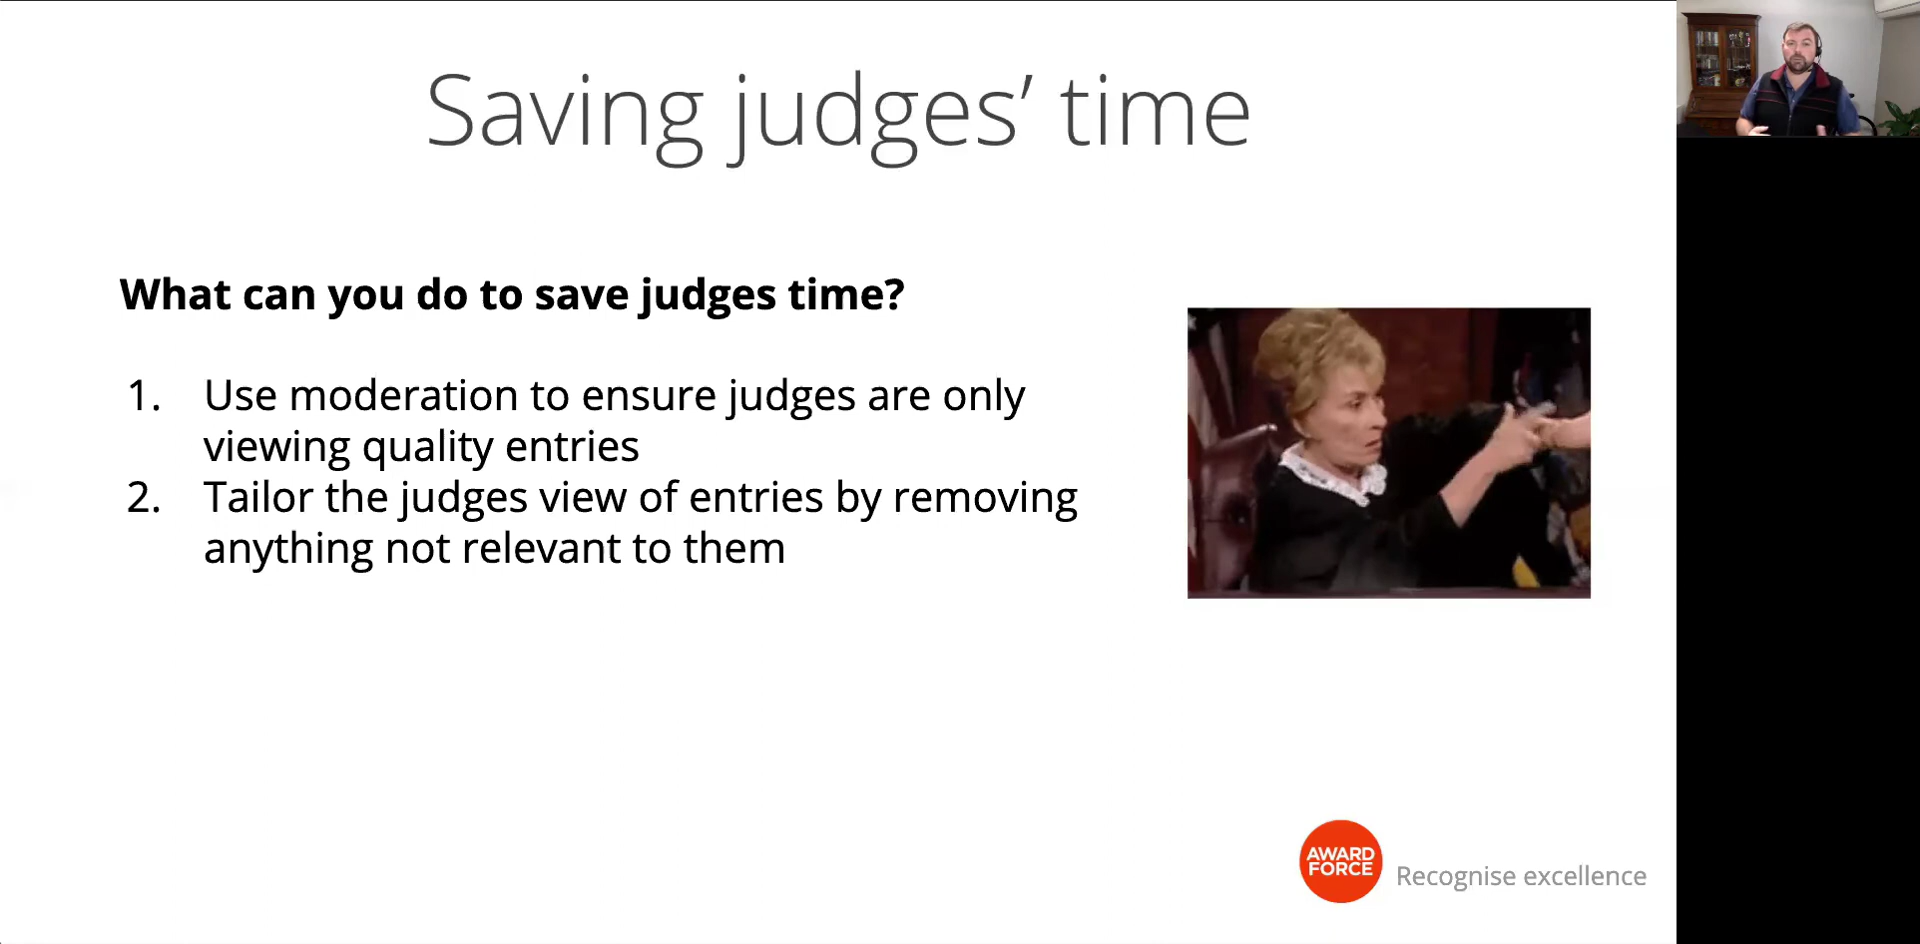 Saving judges’ time
What can you do to save judges time?
1. Use moderation to ensure judges are only
viewing quality entries
2. Tailor the judges view of entries by removing
anything not relevant to them
AWARD
FORCE
Recognise excellence